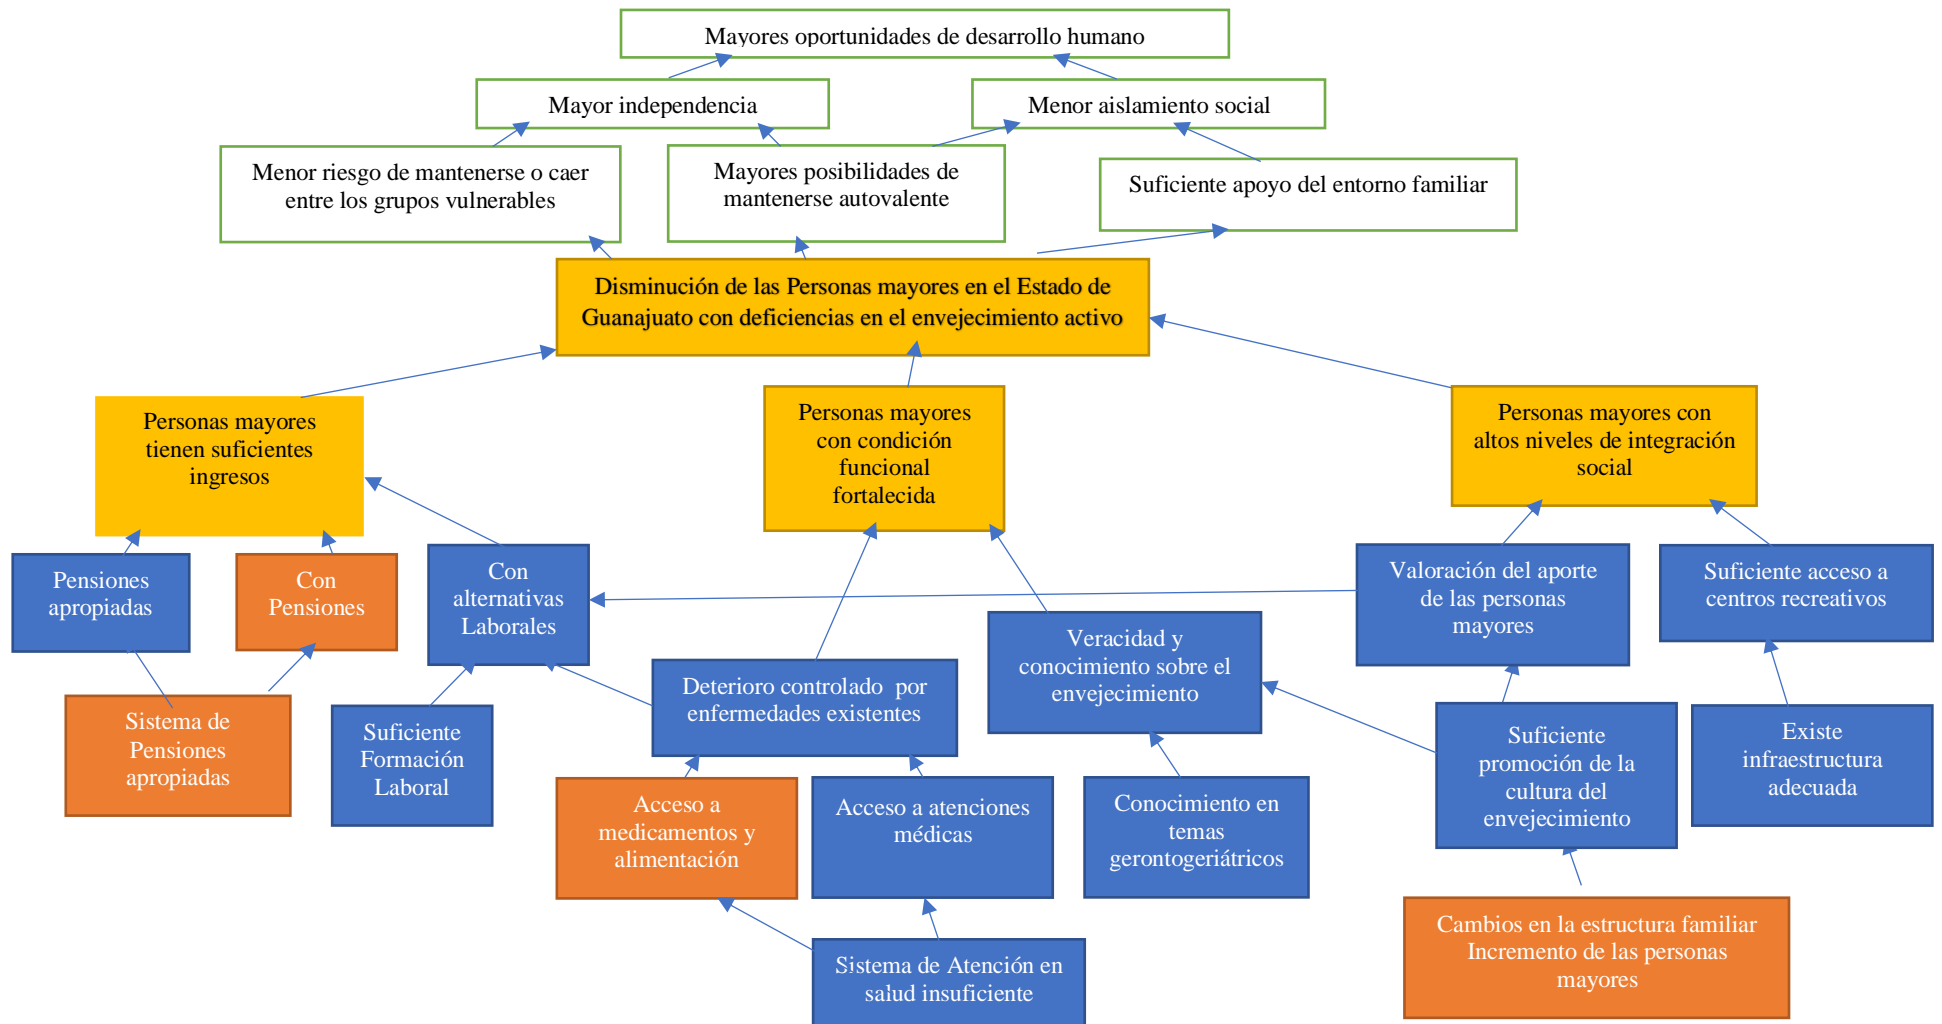 Mayores oportunidades de desarrollo humano
Mayor independencia
Menor aislamiento social
Menor riesgo de mantenerse o caer
entre los grupos vulnerables
Mayores posibilidades de
mantenerse autovalente
Suficiente apoyo del entorno familiar
Disminución de las Personas mayores en el Estado de
Guanajuato con deficiencias en el envejecimiento activo
Personas mayores
tienen suficientes
ingresos
Personas mayores
con condición
funcional
fortalecida
Personas mayores con
altos niveles de integración
social
Pensiones
apropiadas
Con
Pensiones
Con
alternativas
Laborales
Valoración del aporte
de las personas
mayores
Suficiente acceso a
centros recreativos
Veracidad y
conocimiento sobre el
envejecimiento
Deterioro controlado por
enfermedades existentes
Sistema de
Pensiones
apropiadas
Suficiente
Formación
Laboral
Suficiente
promoción de la
cultura del
envejecimiento
Existe
infraestructura
adecuada
Acceso a
medicamentos y
alimentación
Acceso a atenciones
médicas
Conocimiento en
temas
gerontogeriátricos
Cambios en la estructura familiar
Incremento de las personas
mayores
Sistema de Atención en
salud insuficiente